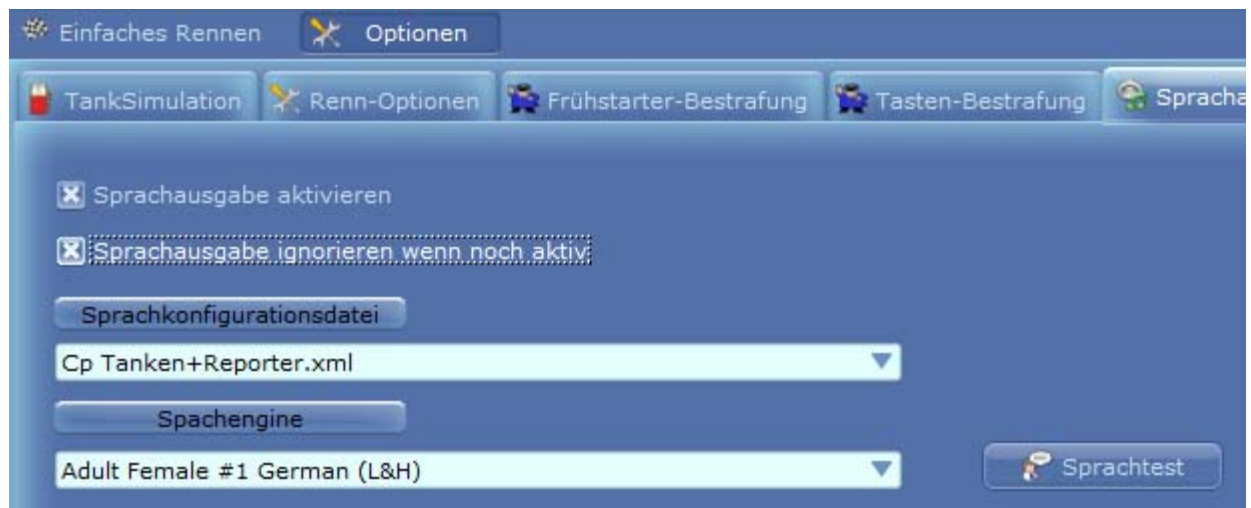 Einfaches Rennen Optionen
TankSimulation Renn-Optionen Frühstarter-Bestrafung Tasten-Bestrafung Spracha
Sprachausgabe aktivieren
Sprachausgabe ignorieren wenn noch aktiv
Sprachkonfigurationsdatei
Cp Tanken+Reporter.xml
Spachengine
Adult Female #1 German (L&H) Sprachtest